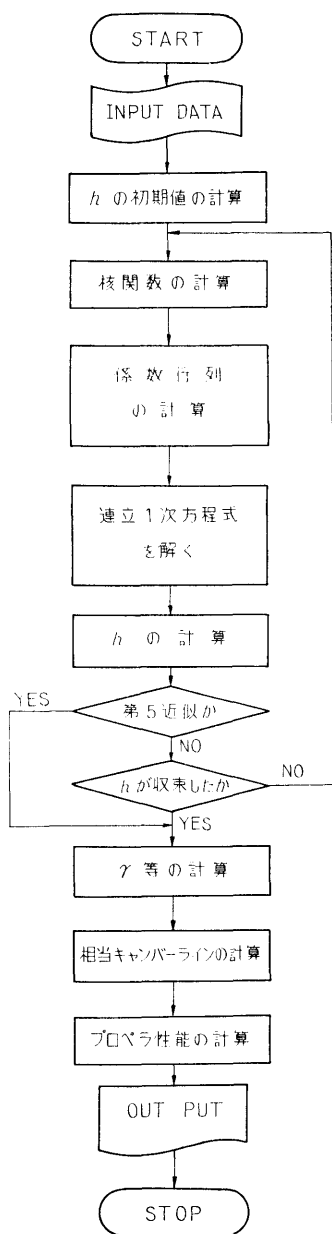 START
INPUT DATA
h の初期値の計算
核関数の計算
係数行列
の計算
連立1次方程式
を解く
h の計算
YES
第5近似か
NO
hが収束したか
NO
YES
γ等の計算
相当キャンバーラインの計算
プロペラ性能の計算
OUT PUT
STOP